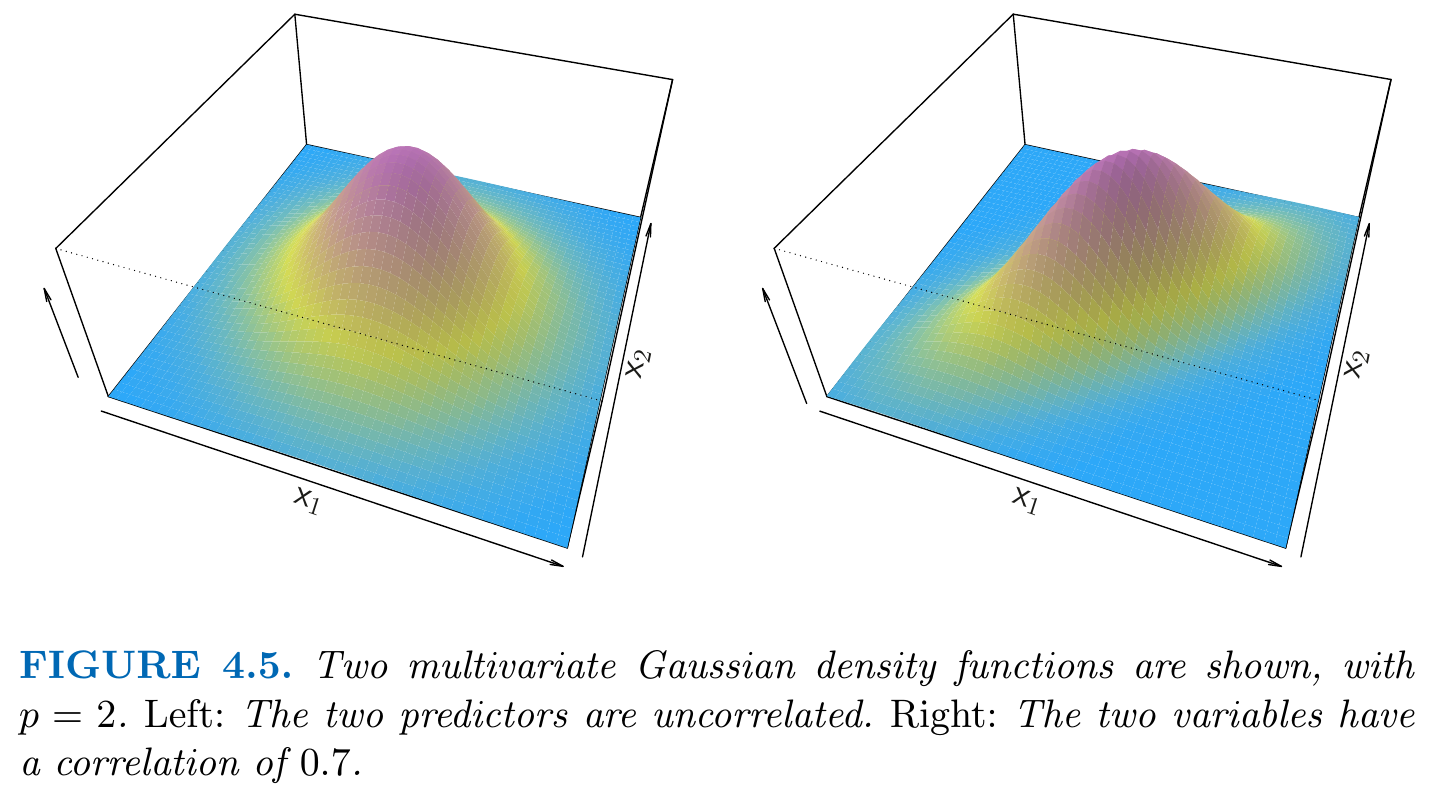 x₁
x₂
x₁
x₂
FIGURE 4.5. Two multivariate Gaussian density functions are shown, with
p = 2. Left: The two predictors are uncorrelated. Right: The two variables have
a correlation of 0.7.